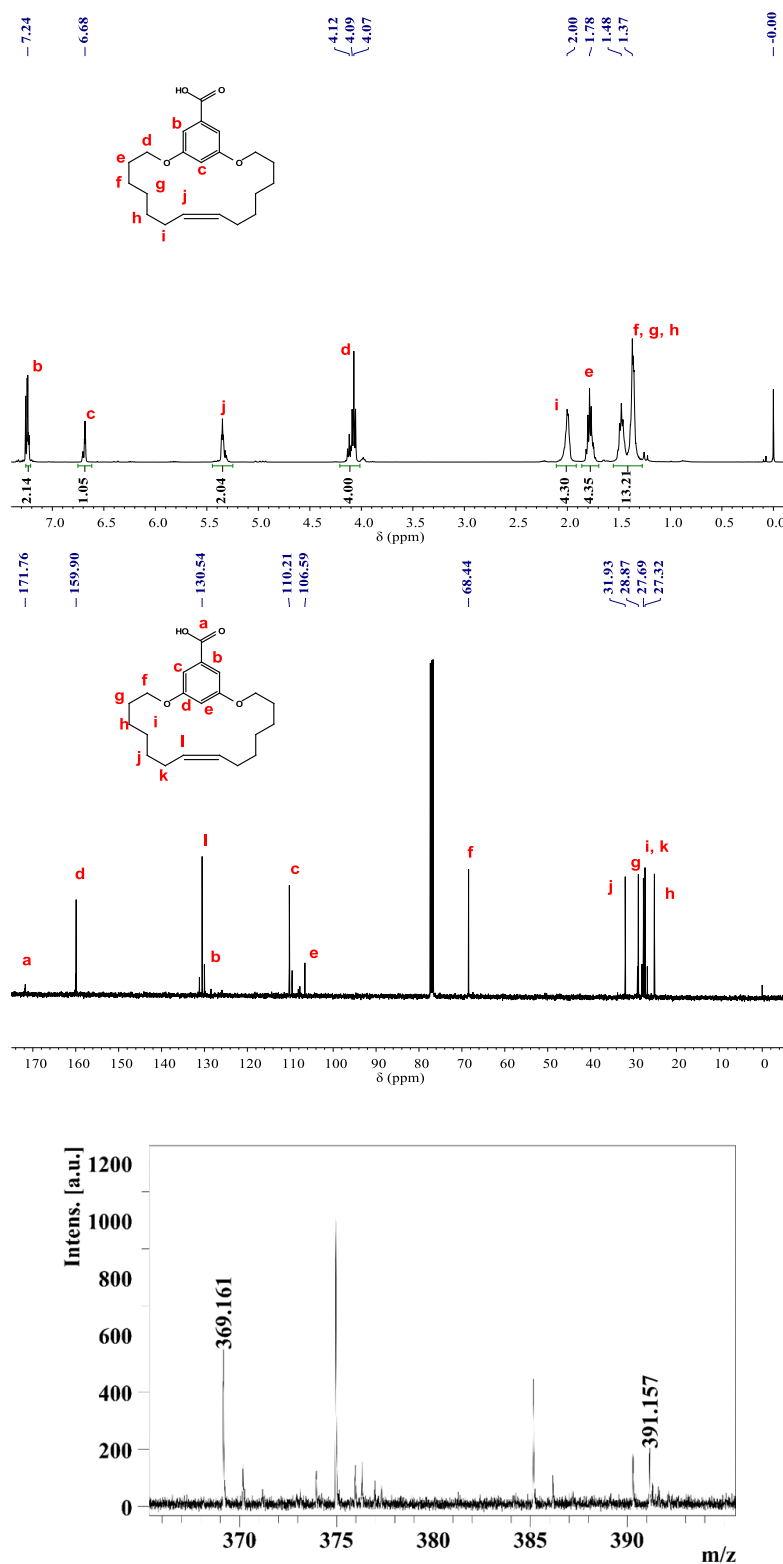 7.24 6.68 4.12 4.09 4.07 2.00 1.78 1.48 1.37 -0.00
HO O
b
d
e O c O
f g j
h
i
f, g, h
d
b e
c j i
2.14 1.05 2.04 4.00 4.30 4.35 13.21
7.0 6.5 6.0 5.5 5.0 4.5 4.0 3.5 3.0 2.5 2.0 1.5 1.0 0.5 0.0
δ (ppm)
171.76 159.90 130.54 110.21 106.59 68.44 31.93 28.87 27.69 27.32
a
HO O
c b
f
g O d e O
h i
l
j
k
l i, k
d c f g
j h
a b e
170 160 150 140 130 120 110 100 90 80 70 60 50 40 30 20 10 0
δ (ppm)
Intens. [a.u.]
1200
1000
800
600
400
200
0
369.161
391.157
370 375 380 385 390
m/z